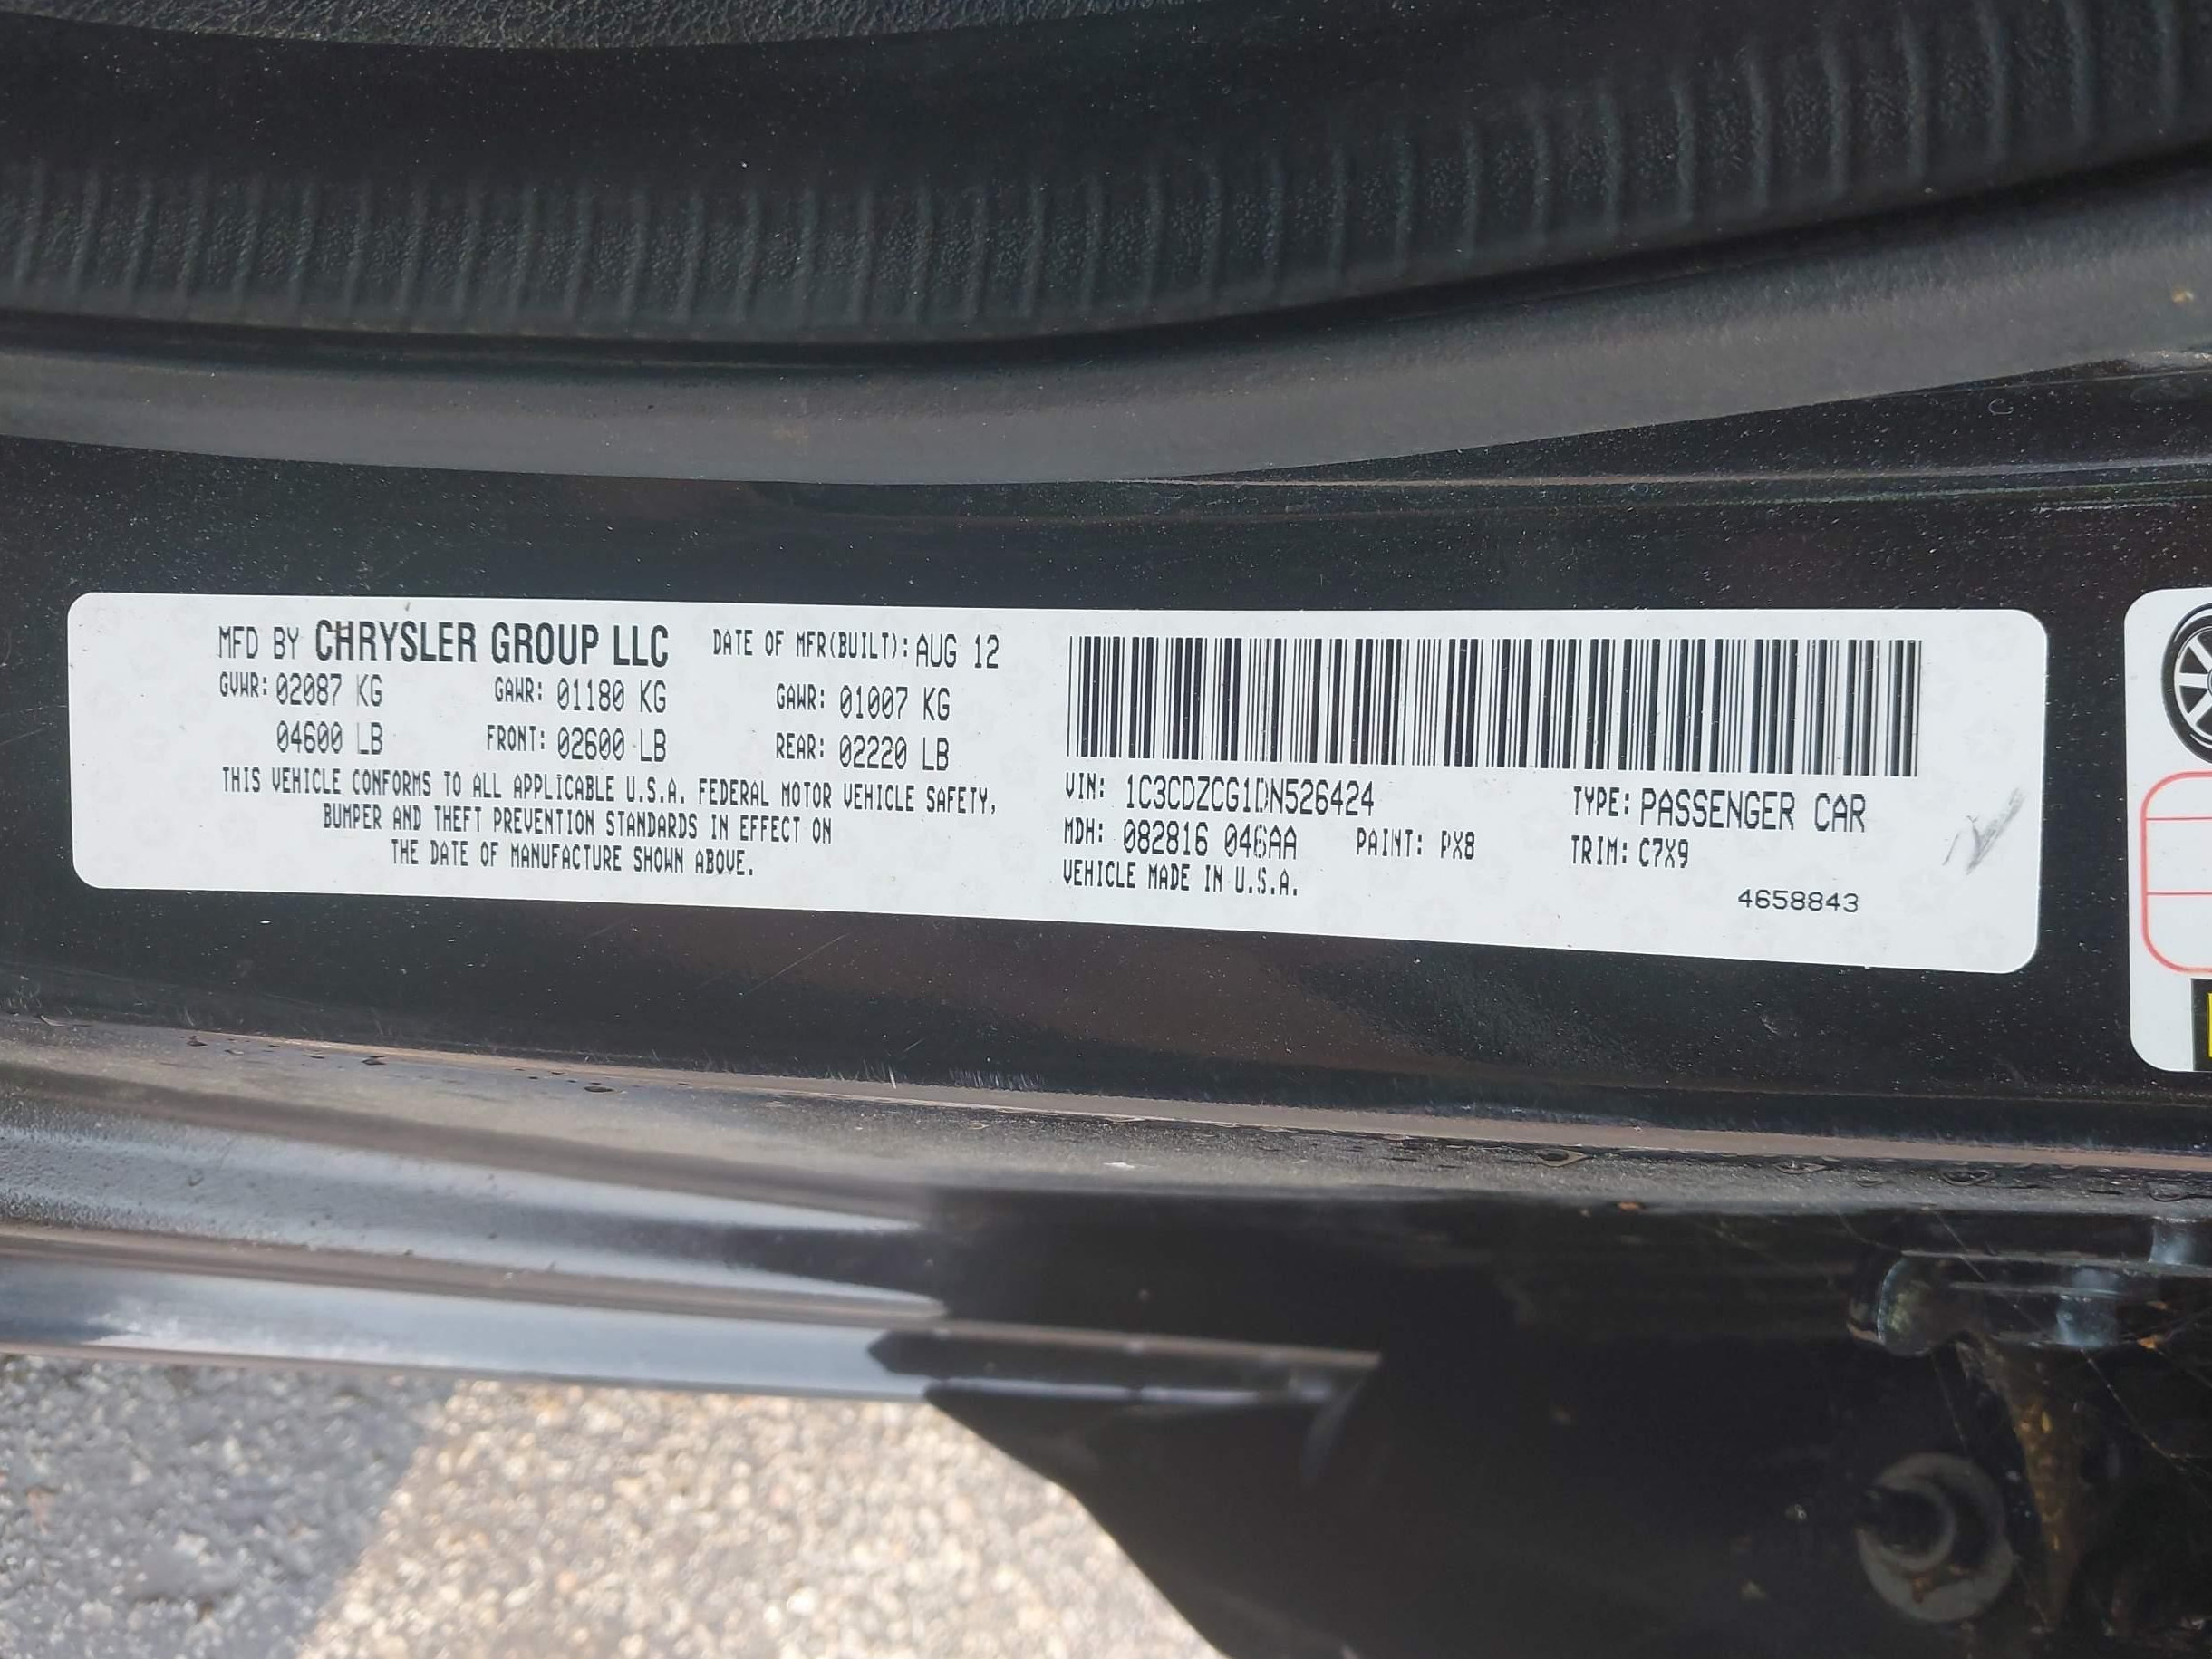 MFD BY CHRYSLER GROUP LLC DATE OF MFR(BUILT): AUG 12
GVWR: 02087 KG GAWR: 01180 KG GAWR: 01007 KG
04600 LB FRONT: 02600 LB REAR: 02220 LB
THIS VEHICLE CONFORMS TO ALL APPLICABLE U.S.A. FEDERAL MOTOR VEHICLE SAFETY,
BUMPER AND THEFT PREVENTION STANDARDS IN EFFECT ON
THE DATE OF MANUFACTURE SHOWN ABOVE.
VIN: 1C3CDZCG1DN526424 TYPE: PASSENGER CAR
MDH: 082816 046AA PAINT: PX8 TRIM: C7X9
VEHICLE MADE IN U.S.A.
4658843